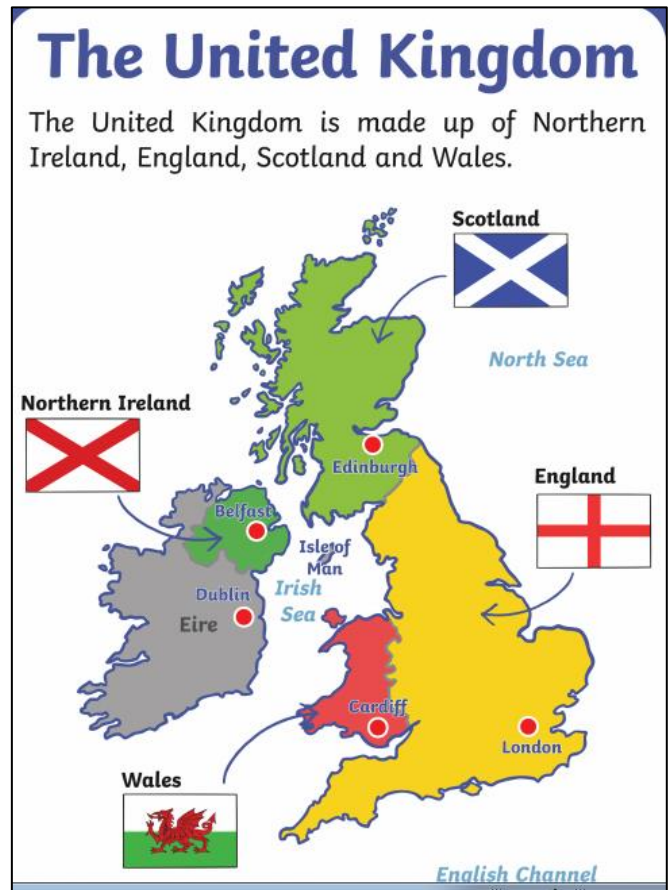 The United Kingdom
The United Kingdom is made up of Northern
Ireland, England, Scotland and Wales.
Scotland
North Sea
Northern Ireland
Edinburgh
England
Belfast
Isle of
Man
Dublin
Irish
Sea
Eire
Cardiff
London
Wales
English Channel